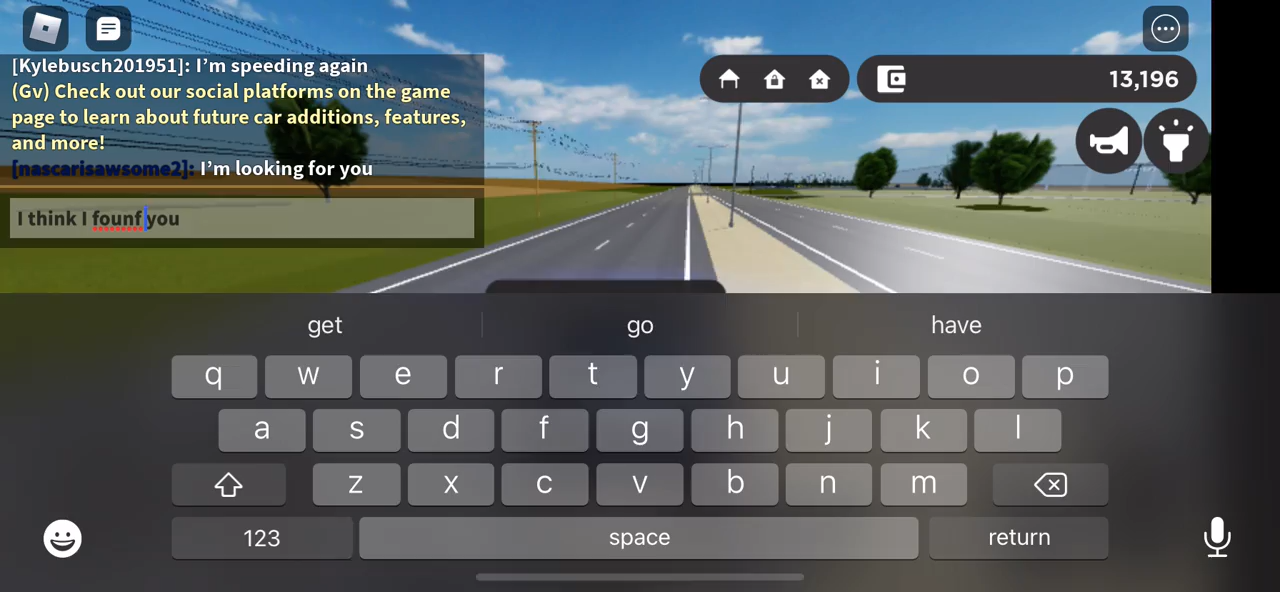 [Kylebusch201951]: I'm speeding again
(Gv) Check out our social platforms on the game
page to learn about future car additions, features,
and more!
[nascarisawsome2]: I'm looking for you
I think I founf you
13,196
get go have
q w e r t y u i o p
a s d f g h j k l
z x c v b n m
123 space return